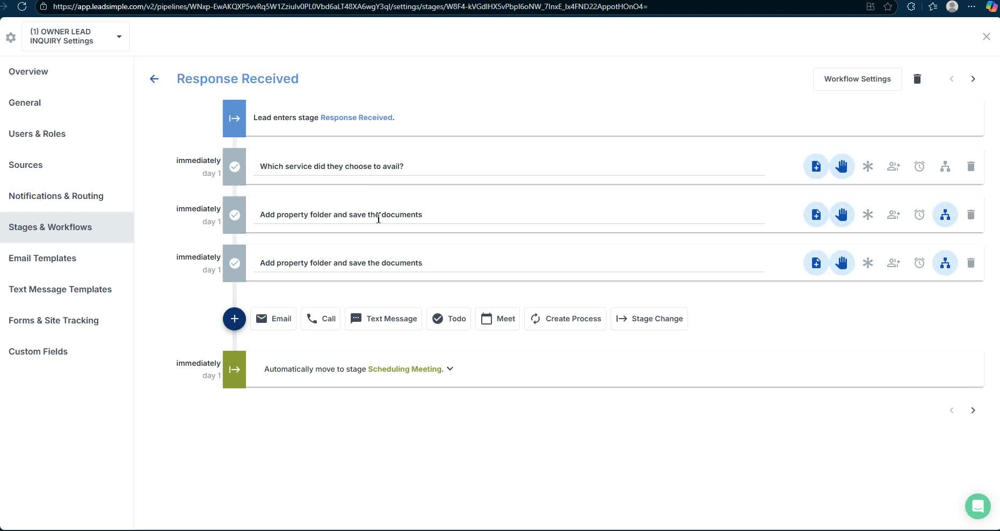 https://app.leadsimple.com/v2/pipelines/WNxp-EwAKQXP5vvRq5W1Zziulv0PL0Vbd6aLT48XA6wgY3qI/settings/stages/W8F4-kVGdIHX5vPbpI6oNW_7InxE_Ix4FND22AppotHOnO4=
(1) OWNER LEAD
INQUIRY Settings
Overview
General
Users & Roles
Sources
Notifications & Routing
Stages & Workflows
Email Templates
Text Message Templates
Forms & Site Tracking
Custom Fields
Response Received
Workflow Settings
Lead enters stage Response Received.
immediately
day 1
Which service did they choose to avail?
immediately
day 1
Add property folder and save the documents
immediately
day 1
Add property folder and save the documents
Email
Call
Text Message
Todo
Meet
Create Process
Stage Change
immediately
day 1
Automatically move to stage Scheduling Meeting.